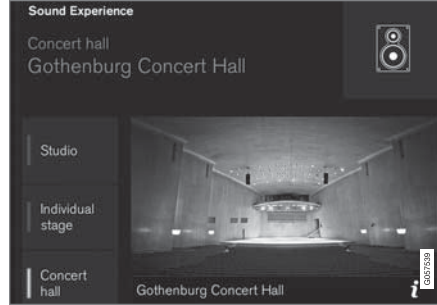 Sound Experience
Concert hall
Gothenburg Concert Hall
Studio
Individual
stage
Concert
hall
Gothenburg Concert Hall
i
G057539